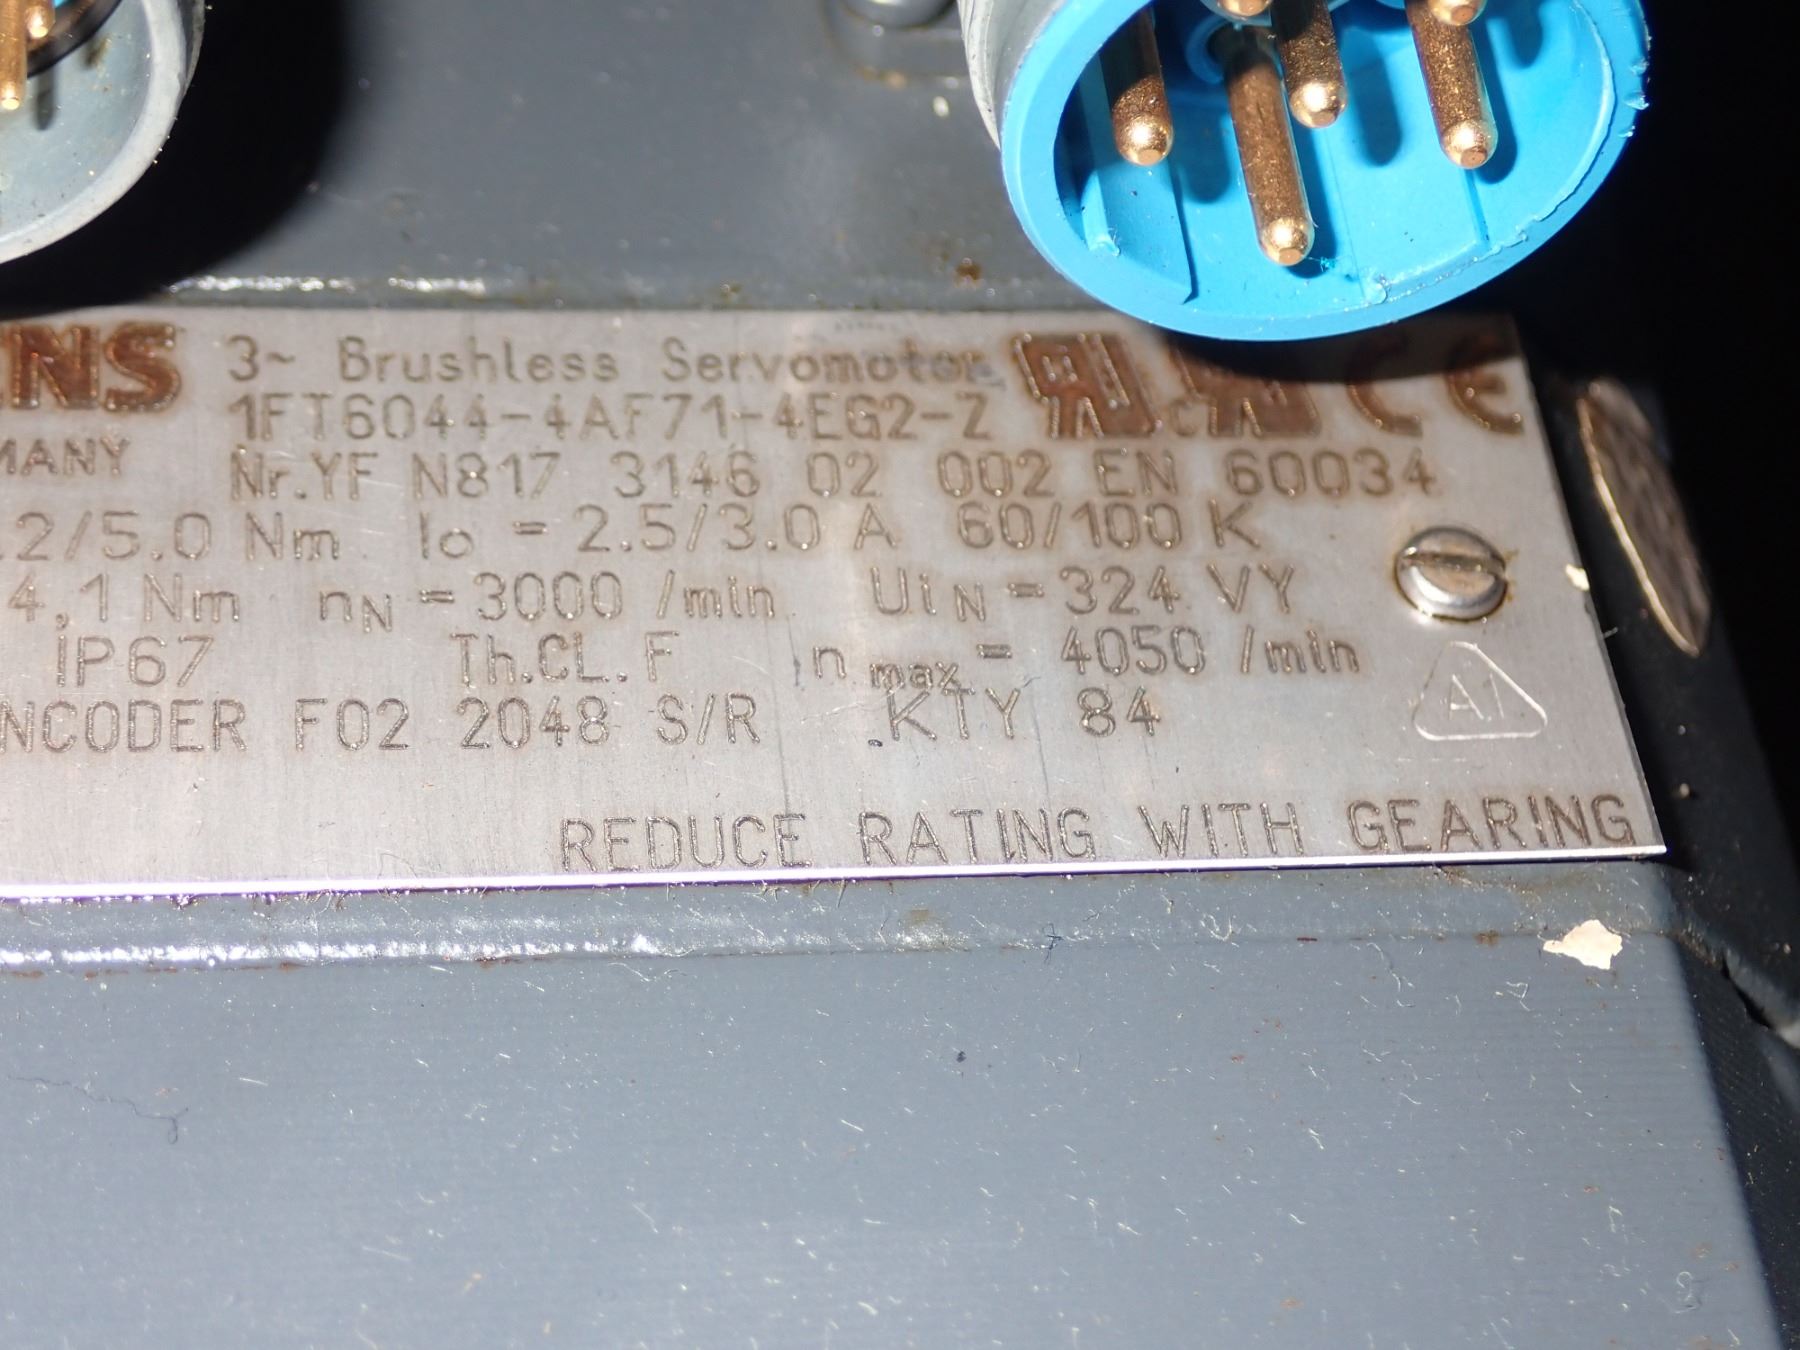 ENS 3~ Brushless Servomotor
1FT6044-4AF71-4EG2-Z
MANY Nr.YF N817 3146 02 002 EN 60034
.2/5.0 Nm Io = 2.5/3.0 A 60/100 K
4,1 Nm nN = 3000 /min UiN = 324 VY
IP67 Th.CL. F nmax = 4050 /min
NCODER F02 2048 S/R KTY 84
A1
REDUCE RATING WITH GEARING